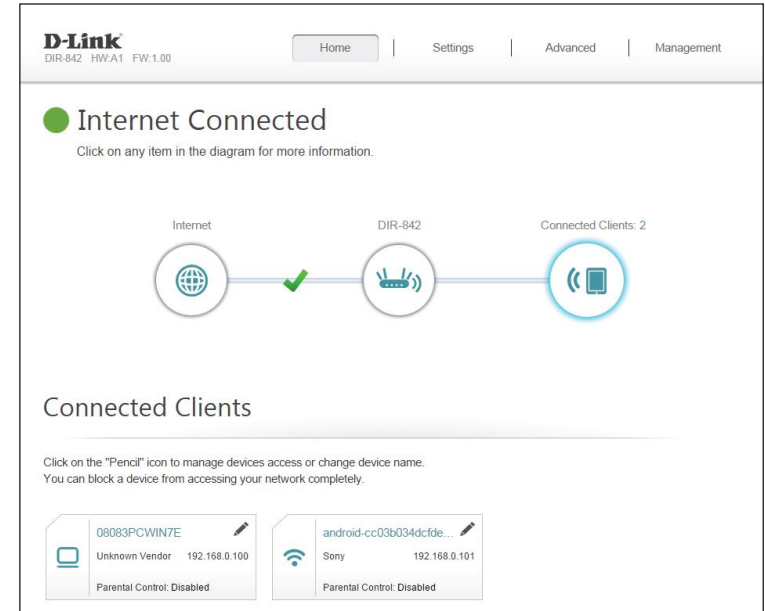 D-Link
DIR-842 HW:A1 FW:1.00
Home Settings Advanced Management
Internet Connected
Click on any item in the diagram for more information.
Internet DIR-842 Connected Clients: 2
Connected Clients
Click on the "Pencil" icon to manage devices access or change device name.
You can block a device from accessing your network completely.
08083PCWIN7E
Unknown Vendor 192.168.0.100
Parental Control: Disabled
android-cc03b034dcfde...
Sony 192.168.0.101
Parental Control: Disabled